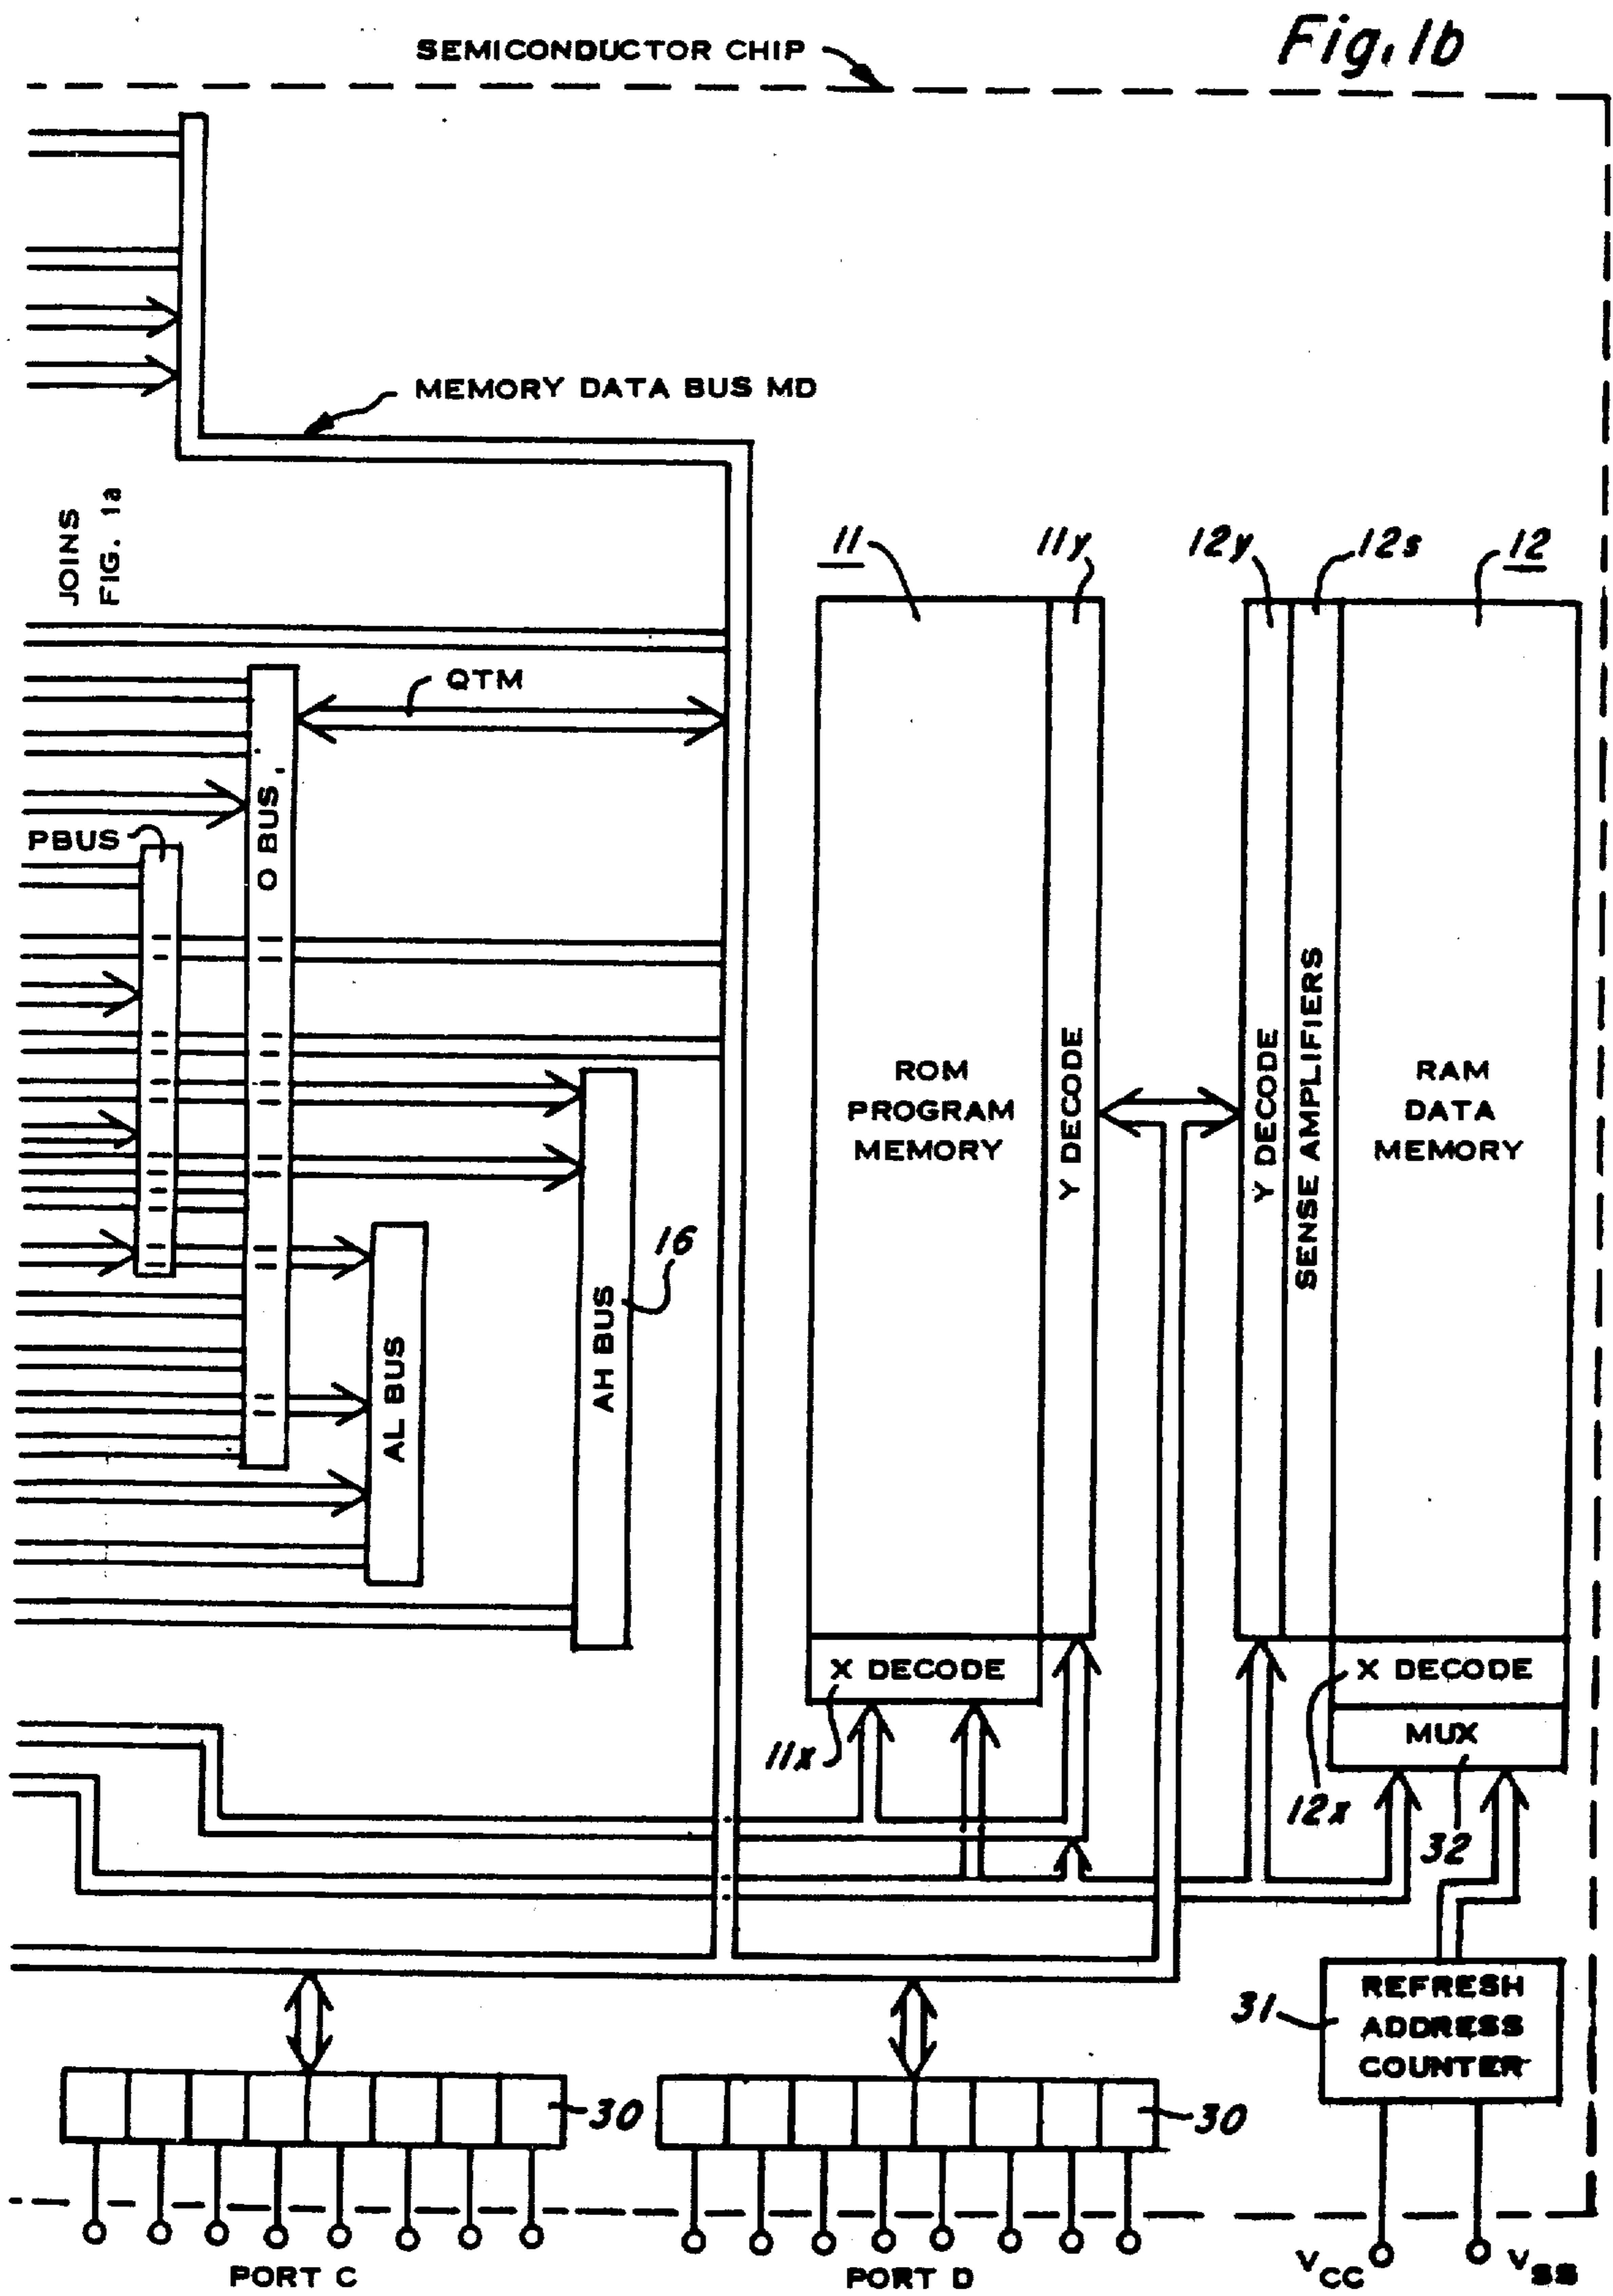 Fig. 1b
SEMICONDUCTOR CHIP
MEMORY DATA BUS MD
JOINS
FIG. 1a
11
11y
12y
12s
12
QTM
O BUS
PBUS
ROM
PROGRAM
MEMORY
Y DECODE
Y DECODE
SENSE AMPLIFIERS
RAM
DATA
MEMORY
16
AH BUS
AL BUS
X DECODE
X DECODE
MUX
11x
12x
32
31
REFRESH
ADDRESS
COUNTER
30
30
PORT C
PORT D
VCC
VSS